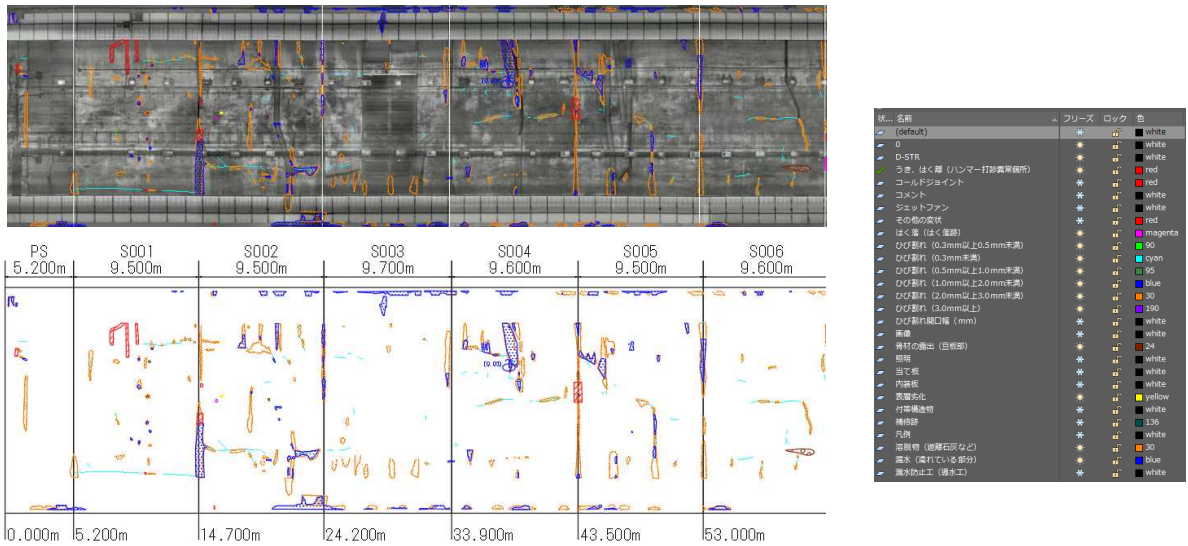 PS S001 S002 S003 S004 S005 S006
5.200m 9.500m 9.500m 9.700m 9.600m 9.500m 9.600m
0.000m 5.200m 14.700m 24.200m 33.900m 43.500m 53.000m
状... 名前 フリーズ ロック 色
(default) white
0 white
D-STR white
うき、はく離（ハンマー打診異常個所） red
コールドジョイント red
コメント white
ジェットファン white
その他の変状 red
はく落（はく落跡） magenta
ひび割れ（0.3mm以上0.5mm未満） 90
ひび割れ（0.3mm未満） cyan
ひび割れ（0.5mm以上1.0mm未満） 95
ひび割れ（1.0mm以上2.0mm未満） blue
ひび割れ（2.0mm以上3.0mm未満） 30
ひび割れ（3.0mm以上） 190
ひび割れ開口幅（mm） white
画像 white
骨材の露出（豆板部） 24
照明 white
当て板 white
内装板 white
表層劣化 yellow
付帯構造物 white
補修跡 136
凡例 white
溶脱物（遊離石灰など） 30
漏水（濡れている部分） blue
漏水防止工（導水工） white